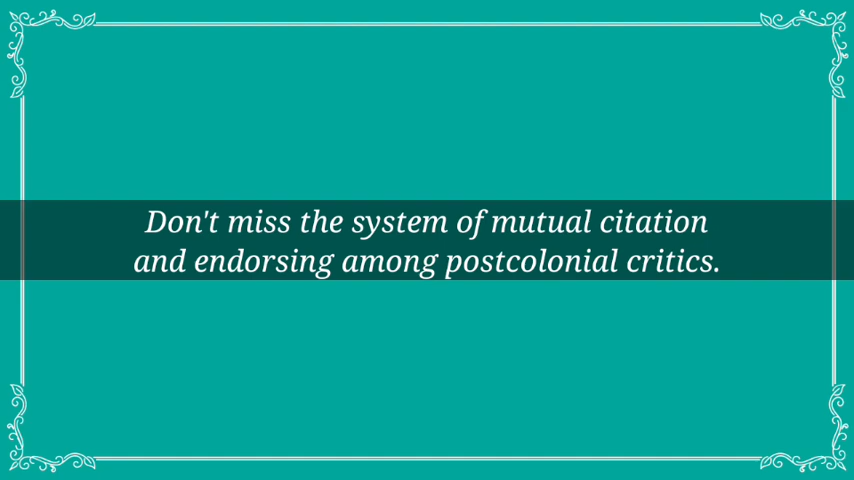 Don't miss the system of mutual citation
and endorsing among postcolonial critics.